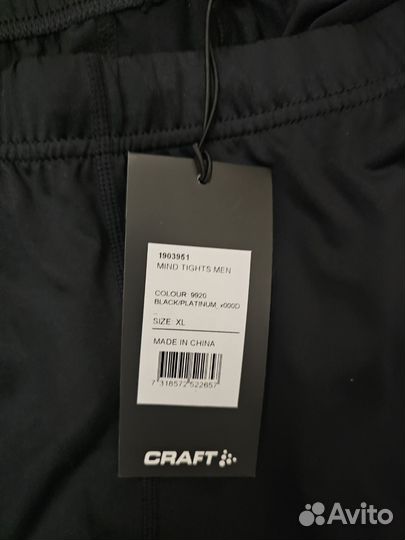 1903951
MIND TIGHTS MEN
COLOUR: 9920
BLACK/PLATINUM, x000D
..
SIZE: XL
MADE IN CHINA
7 318572 522657
CRAFT
Avito